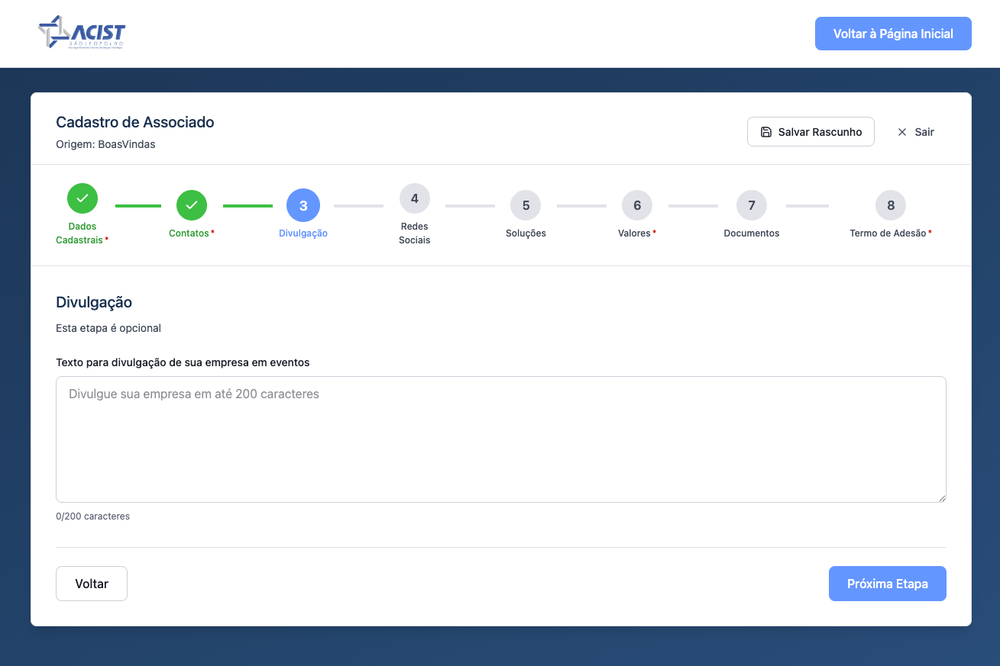 ACIST
SÃO LEOPOLDO
Voltar à Página Inicial
Cadastro de Associado
Origem: BoasVindas
Salvar Rascunho
Sair
Dados
Cadastrais *
Contatos *
3
Divulgação
4
Redes
Sociais
5
Soluções
6
Valores *
7
Documentos
8
Termo de Adesão *
Divulgação
Esta etapa é opcional
Texto para divulgação de sua empresa em eventos
Divulgue sua empresa em até 200 caracteres
0/200 caracteres
Voltar
Próxima Etapa